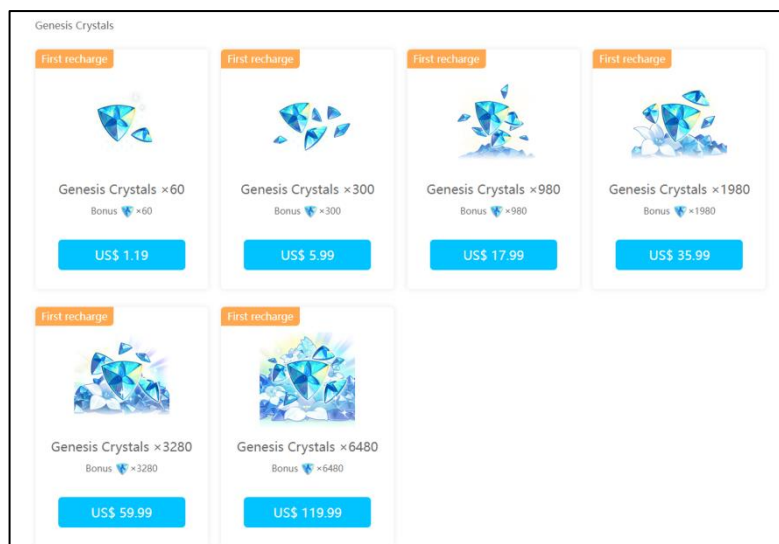 Genesis Crystals
First recharge
Genesis Crystals ×60
Bonus ×60
US$ 1.19
First recharge
Genesis Crystals ×300
Bonus ×300
US$ 5.99
First recharge
Genesis Crystals ×980
Bonus ×980
US$ 17.99
First recharge
Genesis Crystals ×1980
Bonus ×1980
US$ 35.99
First recharge
Genesis Crystals ×3280
Bonus ×3280
US$ 59.99
First recharge
Genesis Crystals ×6480
Bonus ×6480
US$ 119.99